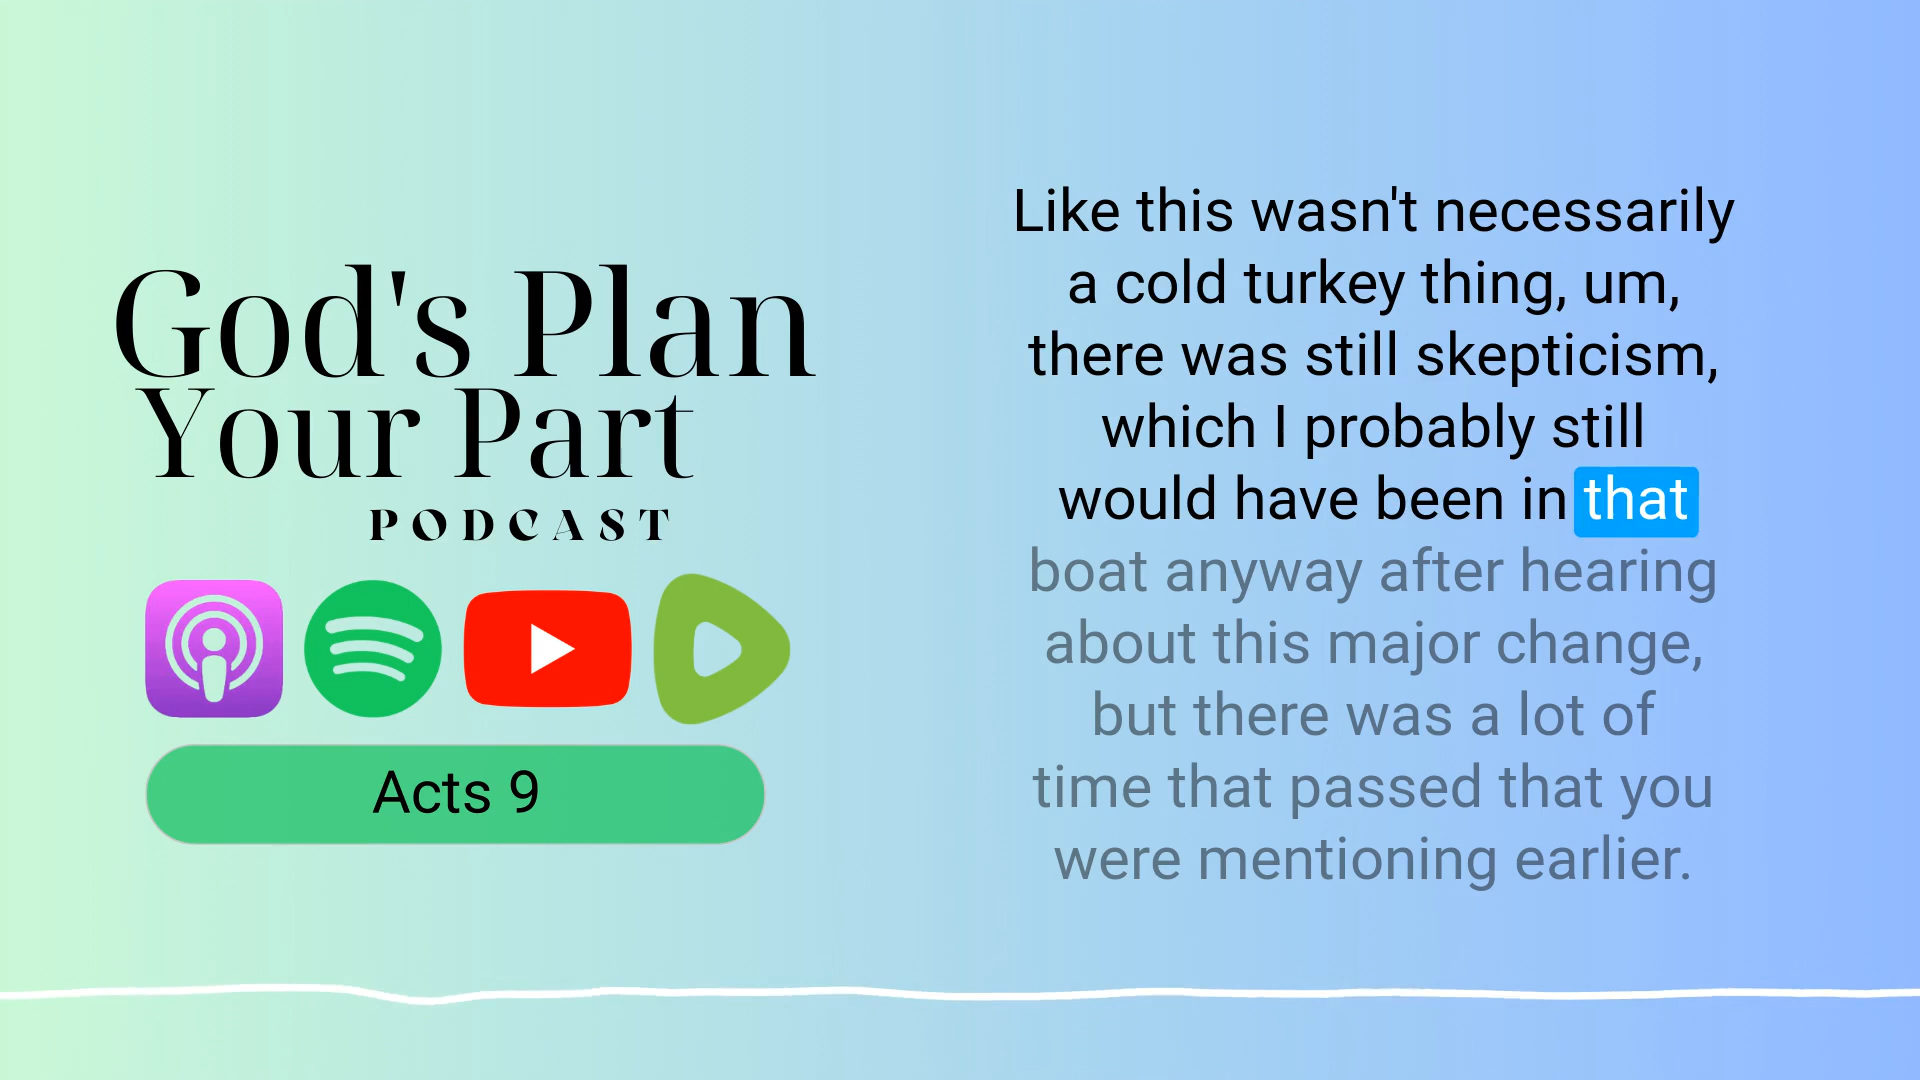 God's Plan
Your Part
PODCAST
Acts 9
Like this wasn't necessarily
a cold turkey thing, um,
there was still skepticism,
which I probably still
would have been in that
boat anyway after hearing
about this major change,
but there was a lot of
time that passed that you
were mentioning earlier.